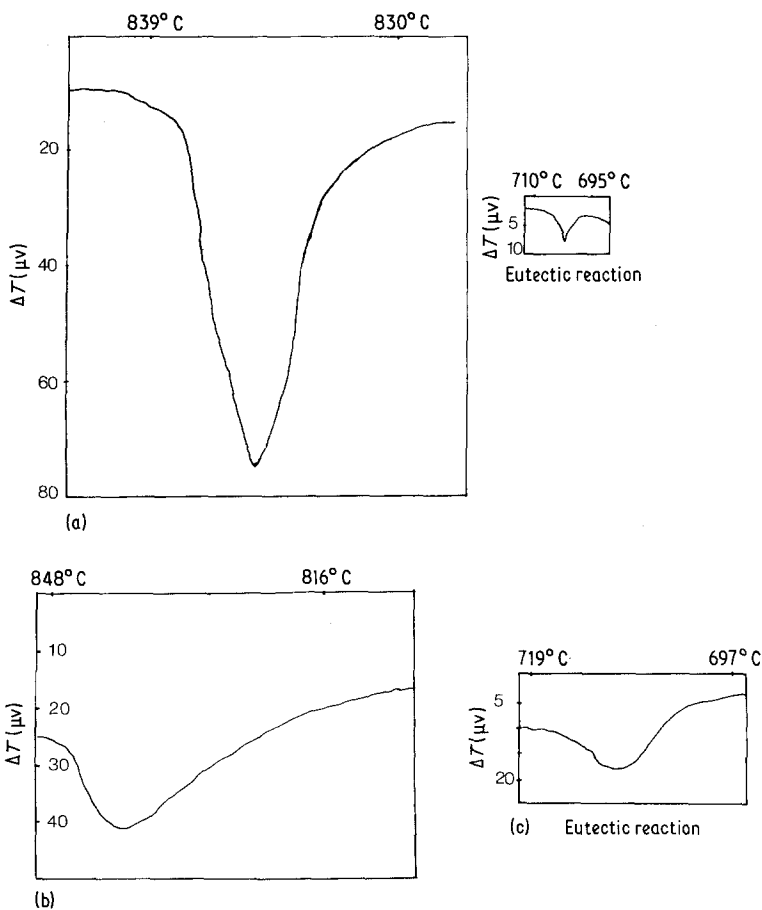 839°C 830°C
20
40
60
80
ΔT (μv)
(a)
710°C 695°C
5
10
ΔT (μv)
Eutectic reaction
848°C 816°C
10
20
30
40
ΔT (μv)
(b)
719°C 697°C
5
20
ΔT (μv)
(c) Eutectic reaction